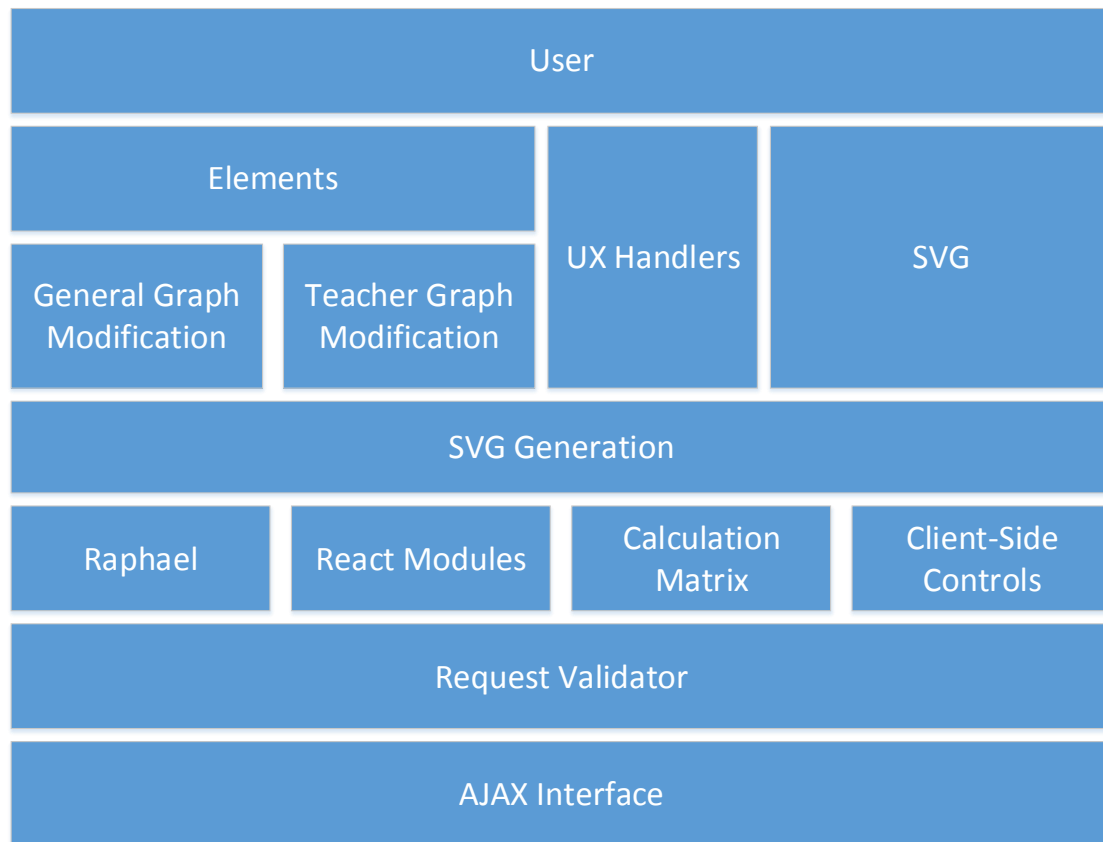 User
Elements
UX Handlers
SVG
General Graph
Modification
Teacher Graph
Modification
SVG Generation
Raphael
React Modules
Calculation
Matrix
Client-Side
Controls
Request Validator
AJAX Interface